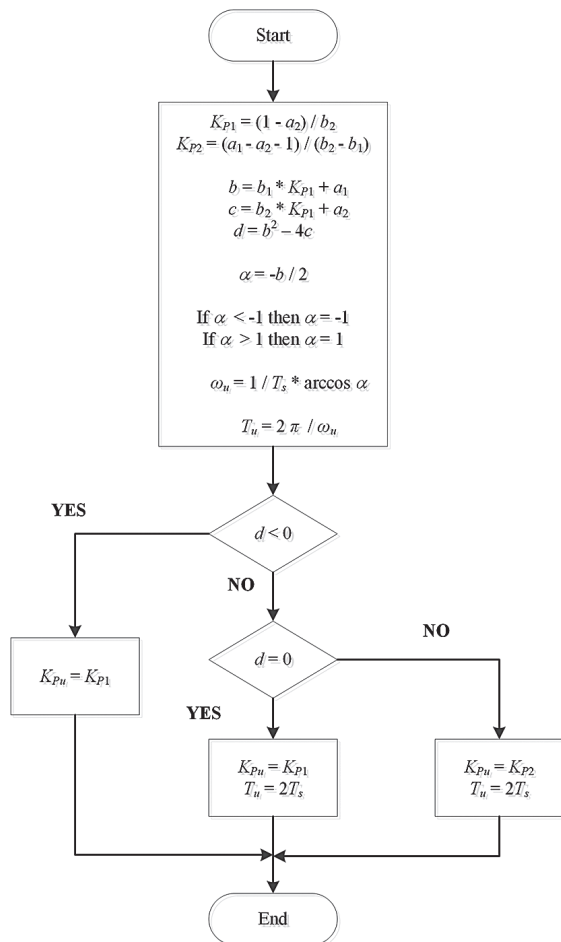 Start
K_P1 = (1 - a_2) / b_2
K_P2 = (a_1 - a_2 - 1) / (b_2 - b_1)
b = b_1 * K_P1 + a_1
c = b_2 * K_P1 + a_2
d = b^2 – 4c
α = -b / 2
If α < -1 then α = -1
If α > 1 then α = 1
ω_u = 1 / T_s * arccos α
T_u = 2 π / ω_u
YES
d < 0
NO
d = 0
NO
K_Pu = K_P1
YES
K_Pu = K_P1
T_u = 2T_s
K_Pu = K_P2
T_u = 2T_s
End